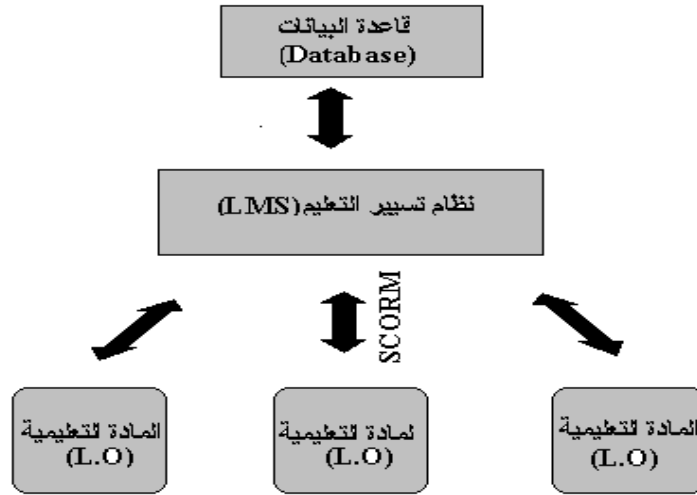 قاعدة البيانات
(Database)
نظام تسيير التعليم(LMS)
SCORM
المادة التعليمية
(L.O)
لمادة التعليمية
(L.O)
المادة التعليمية
(L.O)